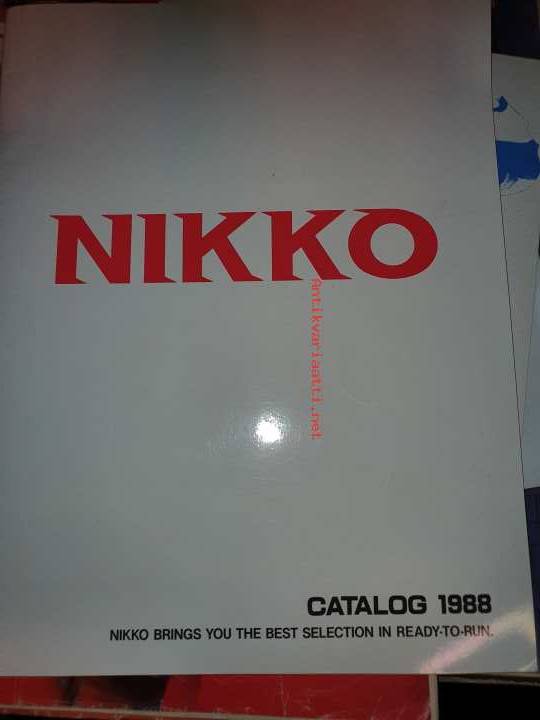 NIKKO
Antikvariaatti.net
CATALOG 1988
NIKKO BRINGS YOU THE BEST SELECTION IN READY-TO-RUN.